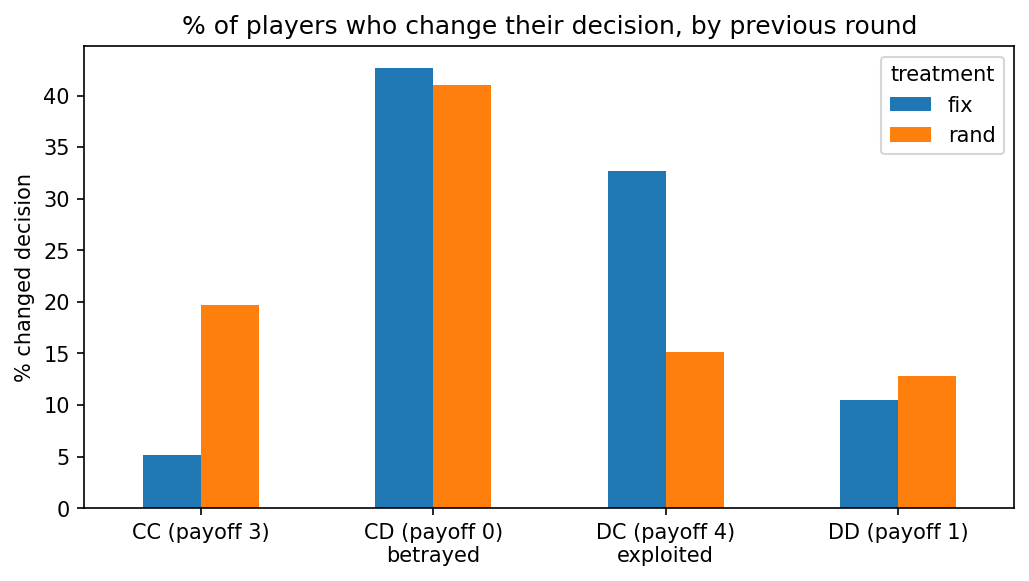 % of players who change their decision, by previous round
treatment
fix
rand
% changed decision
40
35
30
25
20
15
10
5
0
CC (payoff 3)
CD (payoff 0)
betrayed
DC (payoff 4)
exploited
DD (payoff 1)